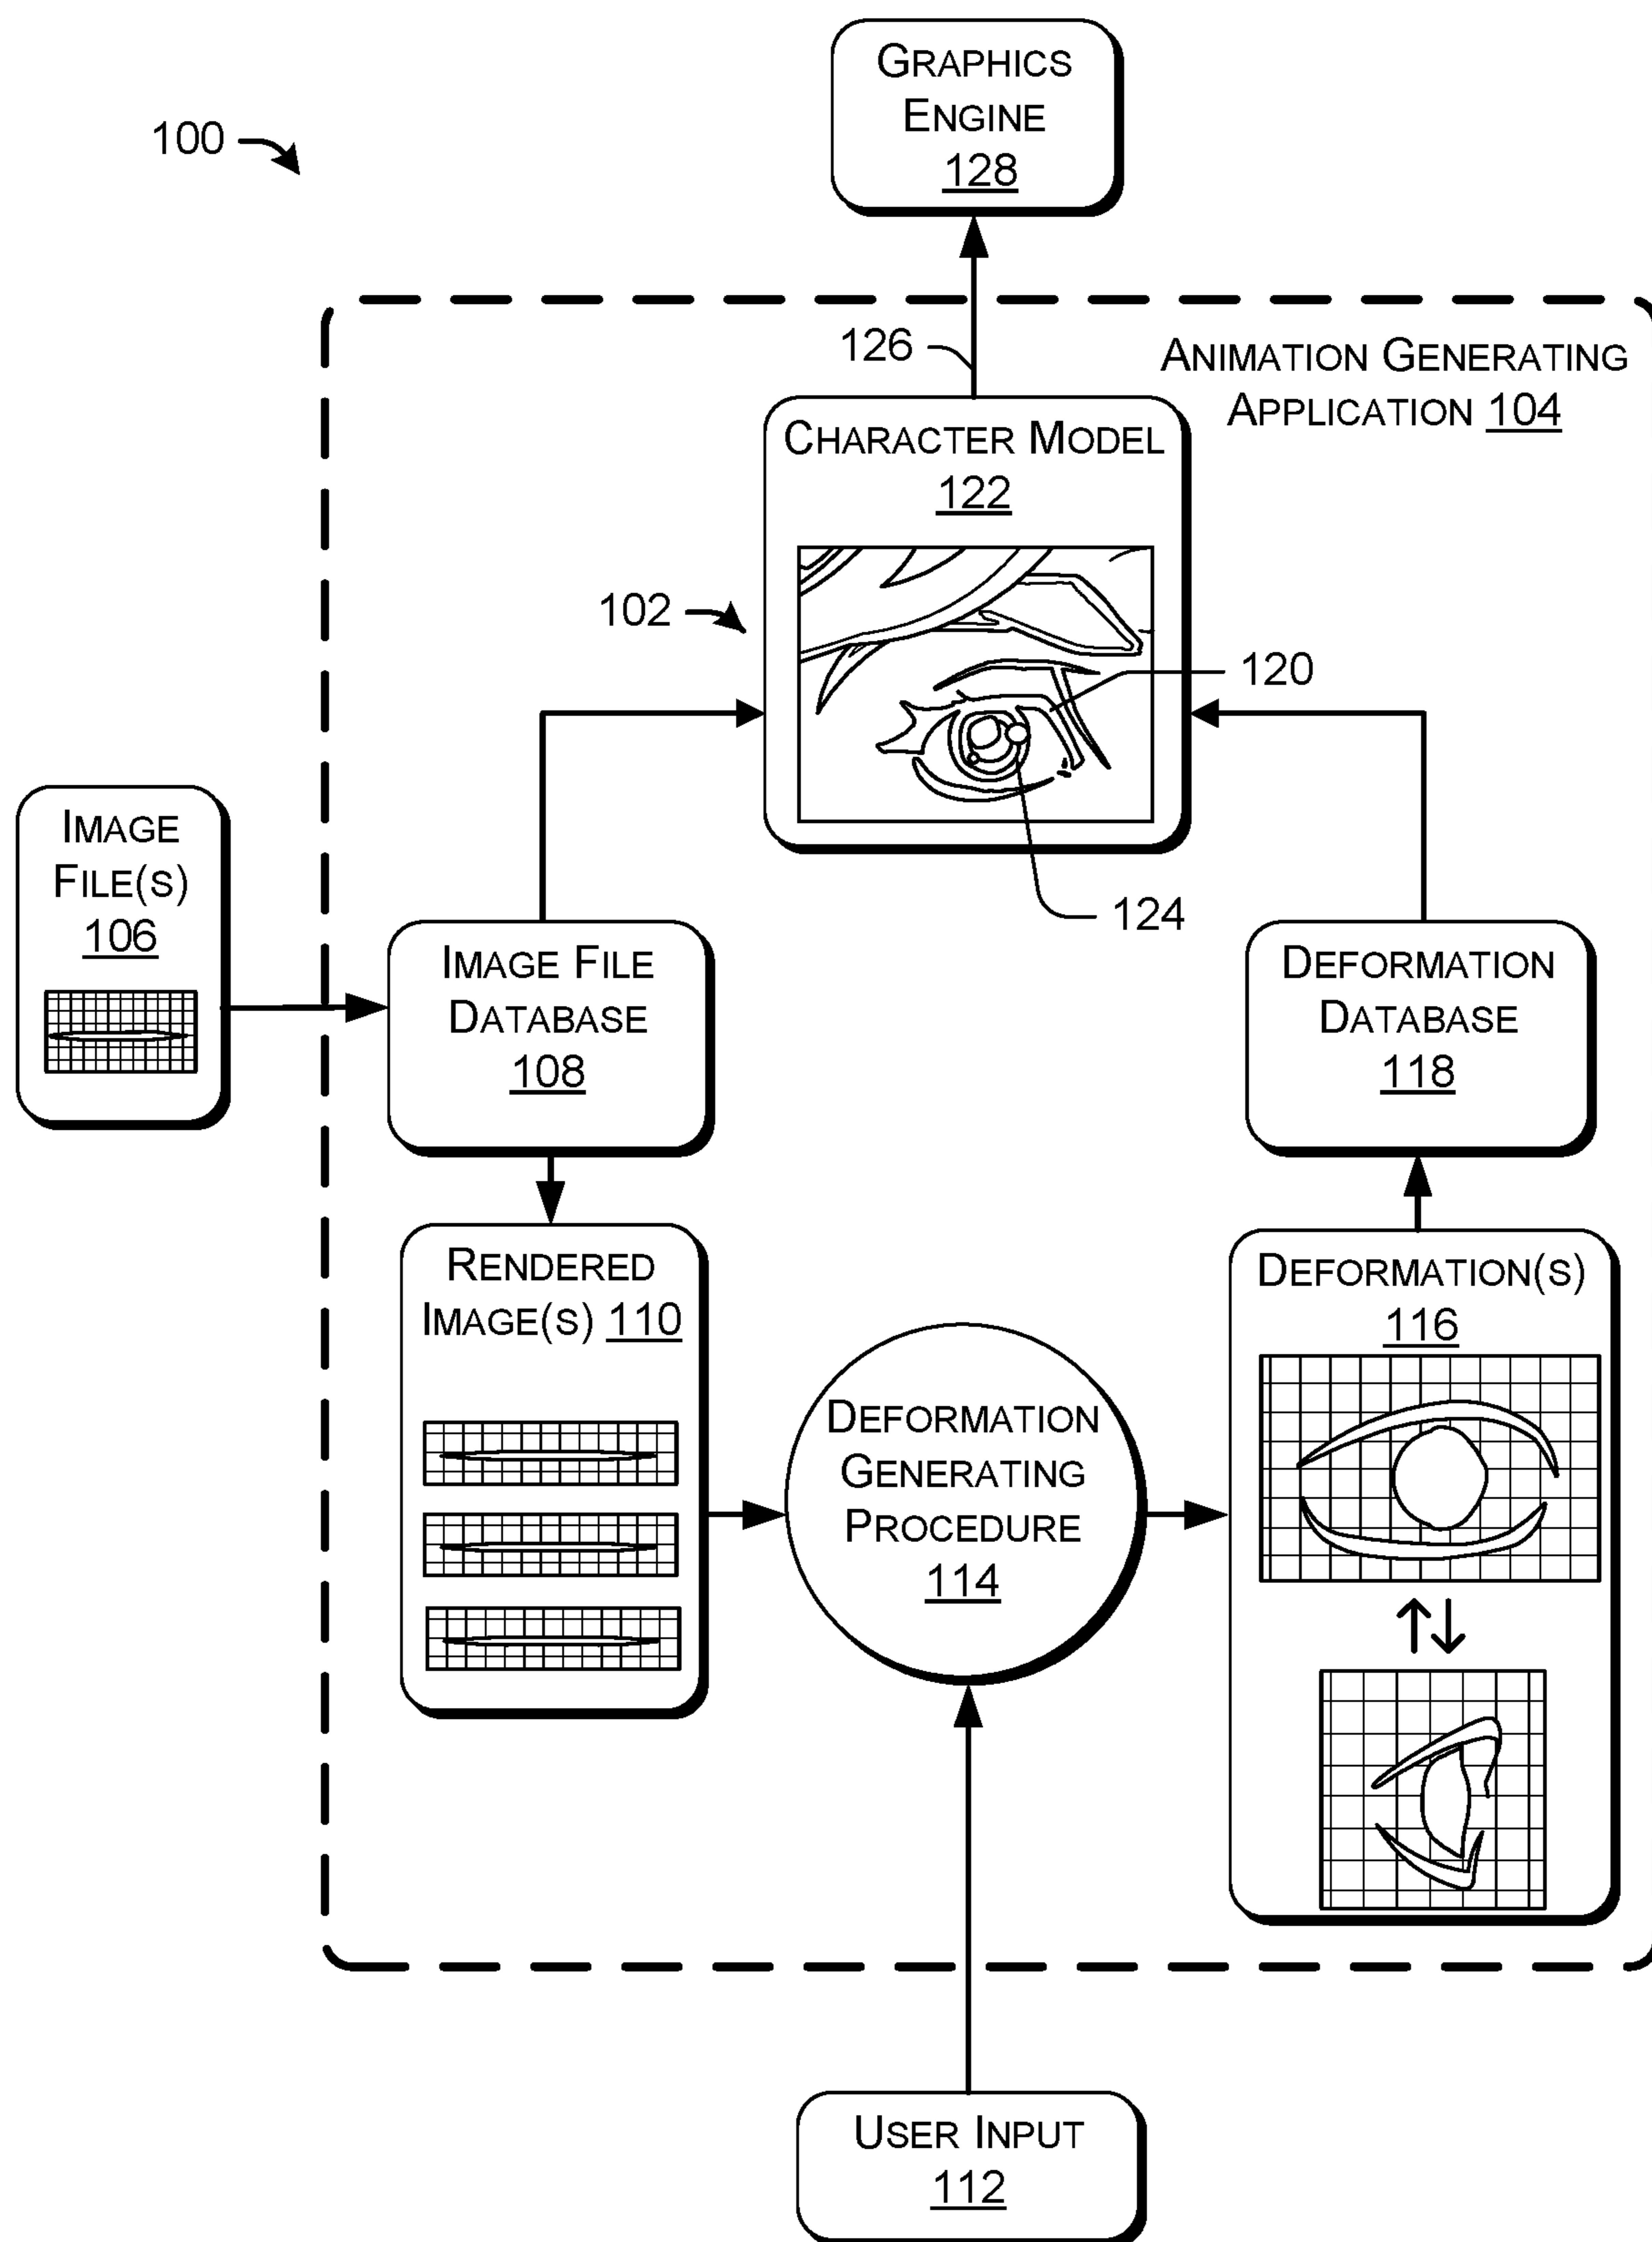 GRAPHICS
ENGINE
128
100
126
ANIMATION GENERATING
APPLICATION 104
CHARACTER MODEL
122
102
120
124
IMAGE
FILE(S)
106
IMAGE FILE
DATABASE
108
DEFORMATION
DATABASE
118
RENDERED
IMAGE(S) 110
DEFORMATION
GENERATING
PROCEDURE
114
DEFORMATION(S)
116
USER INPUT
112